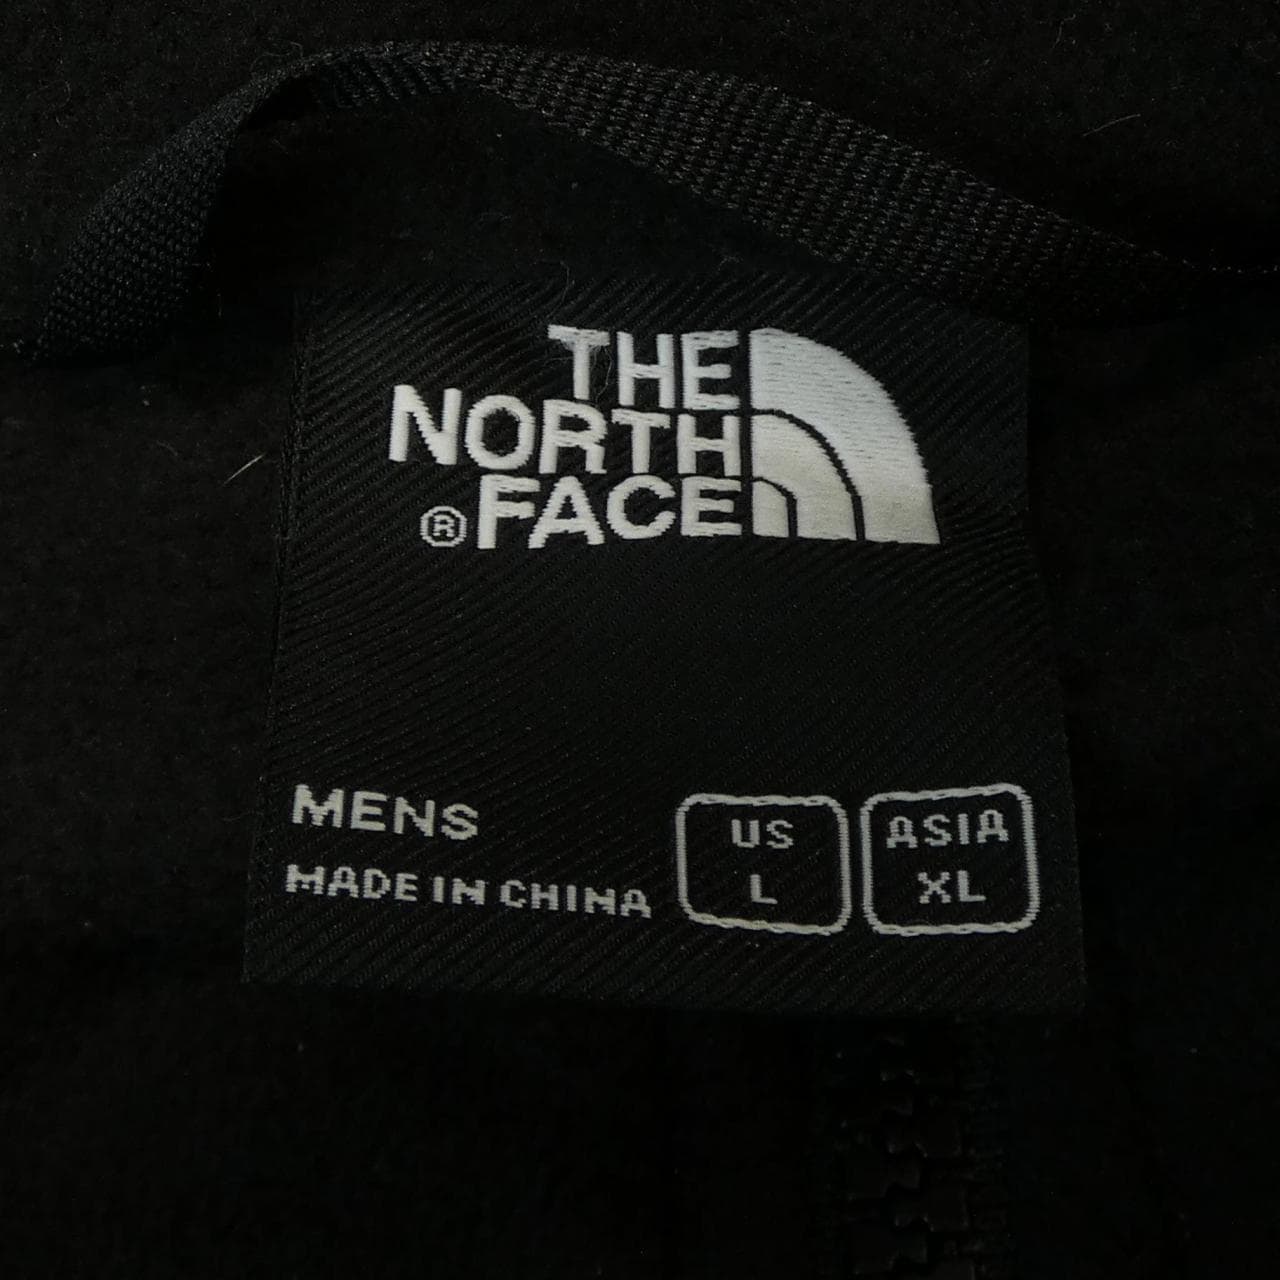 THE
NORTH
® FACE
MENS
MADE IN CHINA
US
L
ASIA
XL